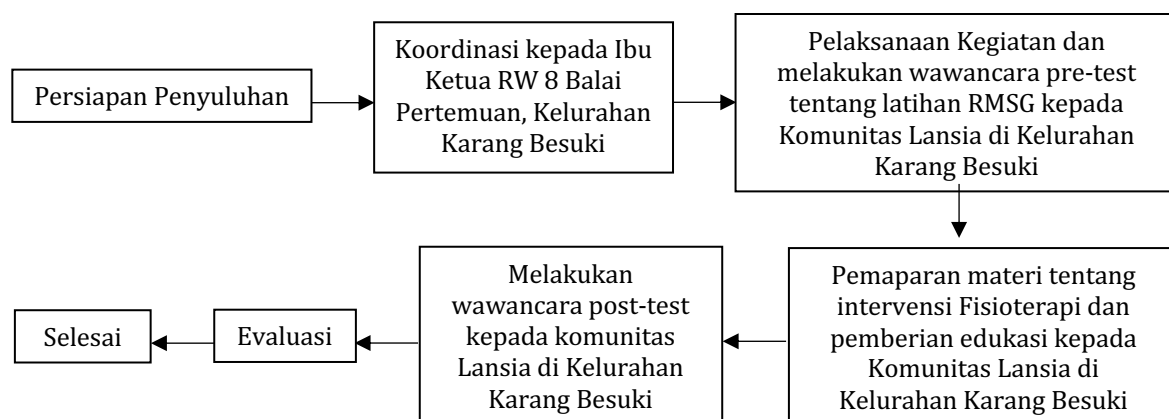 Persiapan Penyuluhan
Koordinasi kepada Ibu
Ketua RW 8 Balai
Pertemuan, Kelurahan
Karang Besuki
Pelaksanaan Kegiatan dan
melakukan wawancara pre-test
tentang latihan RMSG kepada
Komunitas Lansia di Kelurahan
Karang Besuki
Pemaparan materi tentang
intervensi Fisioterapi dan
pemberian edukasi kepada
Komunitas Lansia di
Kelurahan Karang Besuki
Melakukan
wawancara post-test
kepada komunitas
Lansia di Kelurahan
Karang Besuki
Evaluasi
Selesai